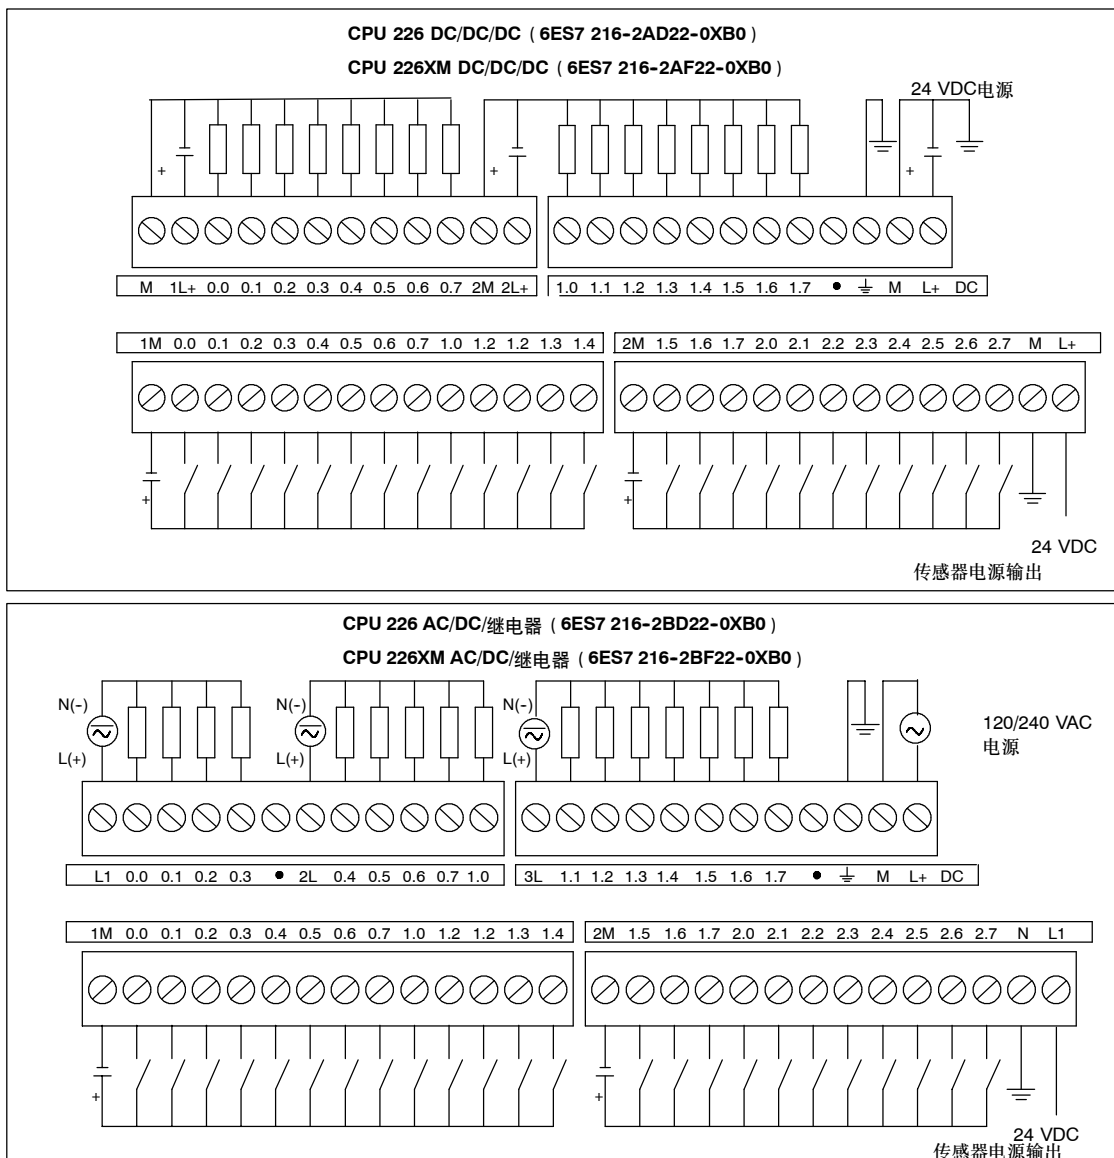 CPU 226 DC/DC/DC（6ES7 216-2AD22-0XB0）
CPU 226XM DC/DC/DC（6ES7 216-2AF22-0XB0）
24 VDC电源
+ + +
M 1L+ 0.0 0.1 0.2 0.3 0.4 0.5 0.6 0.7 2M 2L+ 1.0 1.1 1.2 1.3 1.4 1.5 1.6 1.7 ● ⏚ M L+ DC
1M 0.0 0.1 0.2 0.3 0.4 0.5 0.6 0.7 1.0 1.2 1.2 1.3 1.4 2M 1.5 1.6 1.7 2.0 2.1 2.2 2.3 2.4 2.5 2.6 2.7 M L+
+ +
24 VDC
传感器电源输出
CPU 226 AC/DC/继电器（6ES7 216-2BD22-0XB0）
CPU 226XM AC/DC/继电器（6ES7 216-2BF22-0XB0）
N(-) N(-) N(-)
120/240 VAC
电源
L(+) L(+) L(+)
L1 0.0 0.1 0.2 0.3 ● 2L 0.4 0.5 0.6 0.7 1.0 3L 1.1 1.2 1.3 1.4 1.5 1.6 1.7 ● ⏚ M L+ DC
1M 0.0 0.1 0.2 0.3 0.4 0.5 0.6 0.7 1.0 1.2 1.2 1.3 1.4 2M 1.5 1.6 1.7 2.0 2.1 2.2 2.3 2.4 2.5 2.6 2.7 N L1
+ +
24 VDC
传感器电源输出